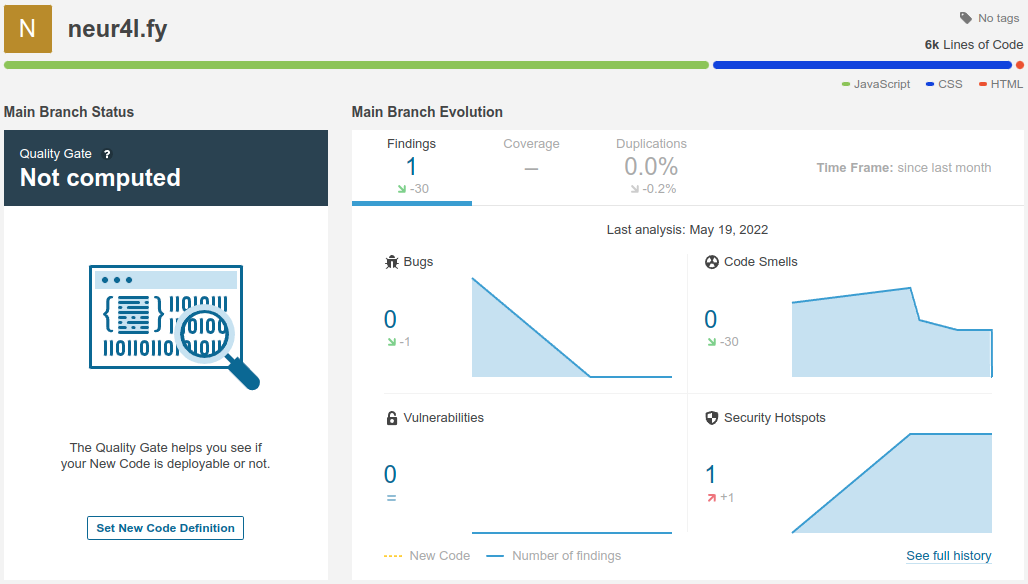 N
neur4l.fy
No tags
6k Lines of Code
JavaScript CSS HTML
Main Branch Status
Main Branch Evolution
Quality Gate ?
Not computed
The Quality Gate helps you see if
your New Code is deployable or not.
Set New Code Definition
Findings
1
-30
Coverage
–
Duplications
0.0%
-0.2%
Time Frame: since last month
Last analysis: May 19, 2022
Bugs
0
-1
Code Smells
0
-30
Vulnerabilities
0
=
Security Hotspots
1
+1
New Code Number of findings
See full history